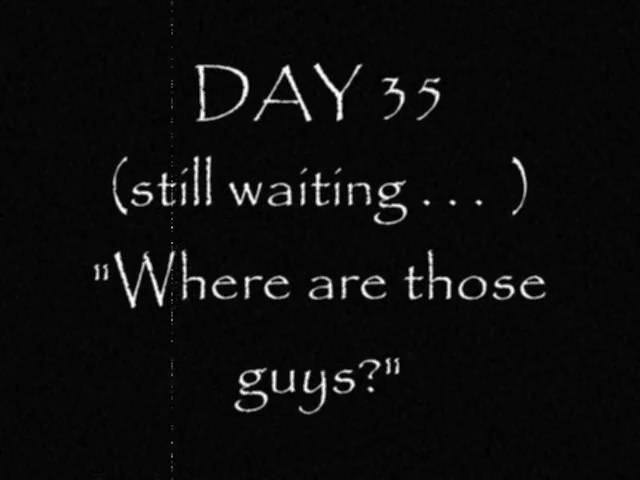 DAY 35
(still waiting . . . )
"Where are those
guys?"